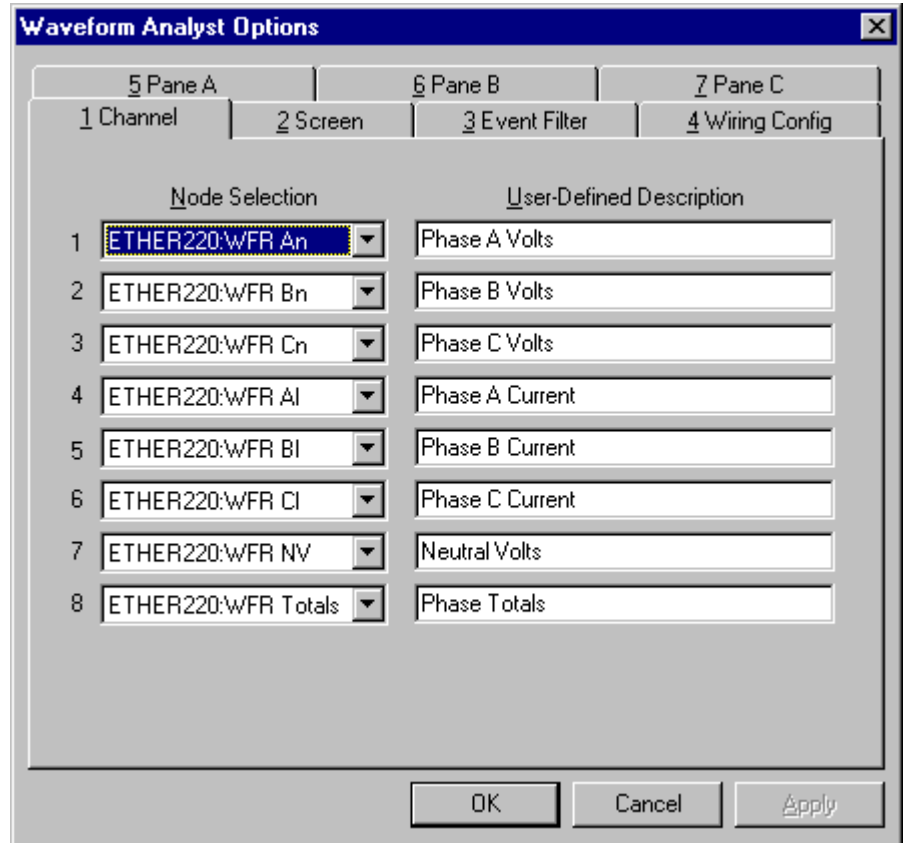 Waveform Analyst Options
5 Pane A 6 Pane B 7 Pane C
1 Channel 2 Screen 3 Event Filter 4 Wiring Config
Node Selection User-Defined Description
1 ETHER220:WFR An Phase A Volts
2 ETHER220:WFR Bn Phase B Volts
3 ETHER220:WFR Cn Phase C Volts
4 ETHER220:WFR AI Phase A Current
5 ETHER220:WFR BI Phase B Current
6 ETHER220:WFR CI Phase C Current
7 ETHER220:WFR NV Neutral Volts
8 ETHER220:WFR Totals Phase Totals
OK Cancel Apply